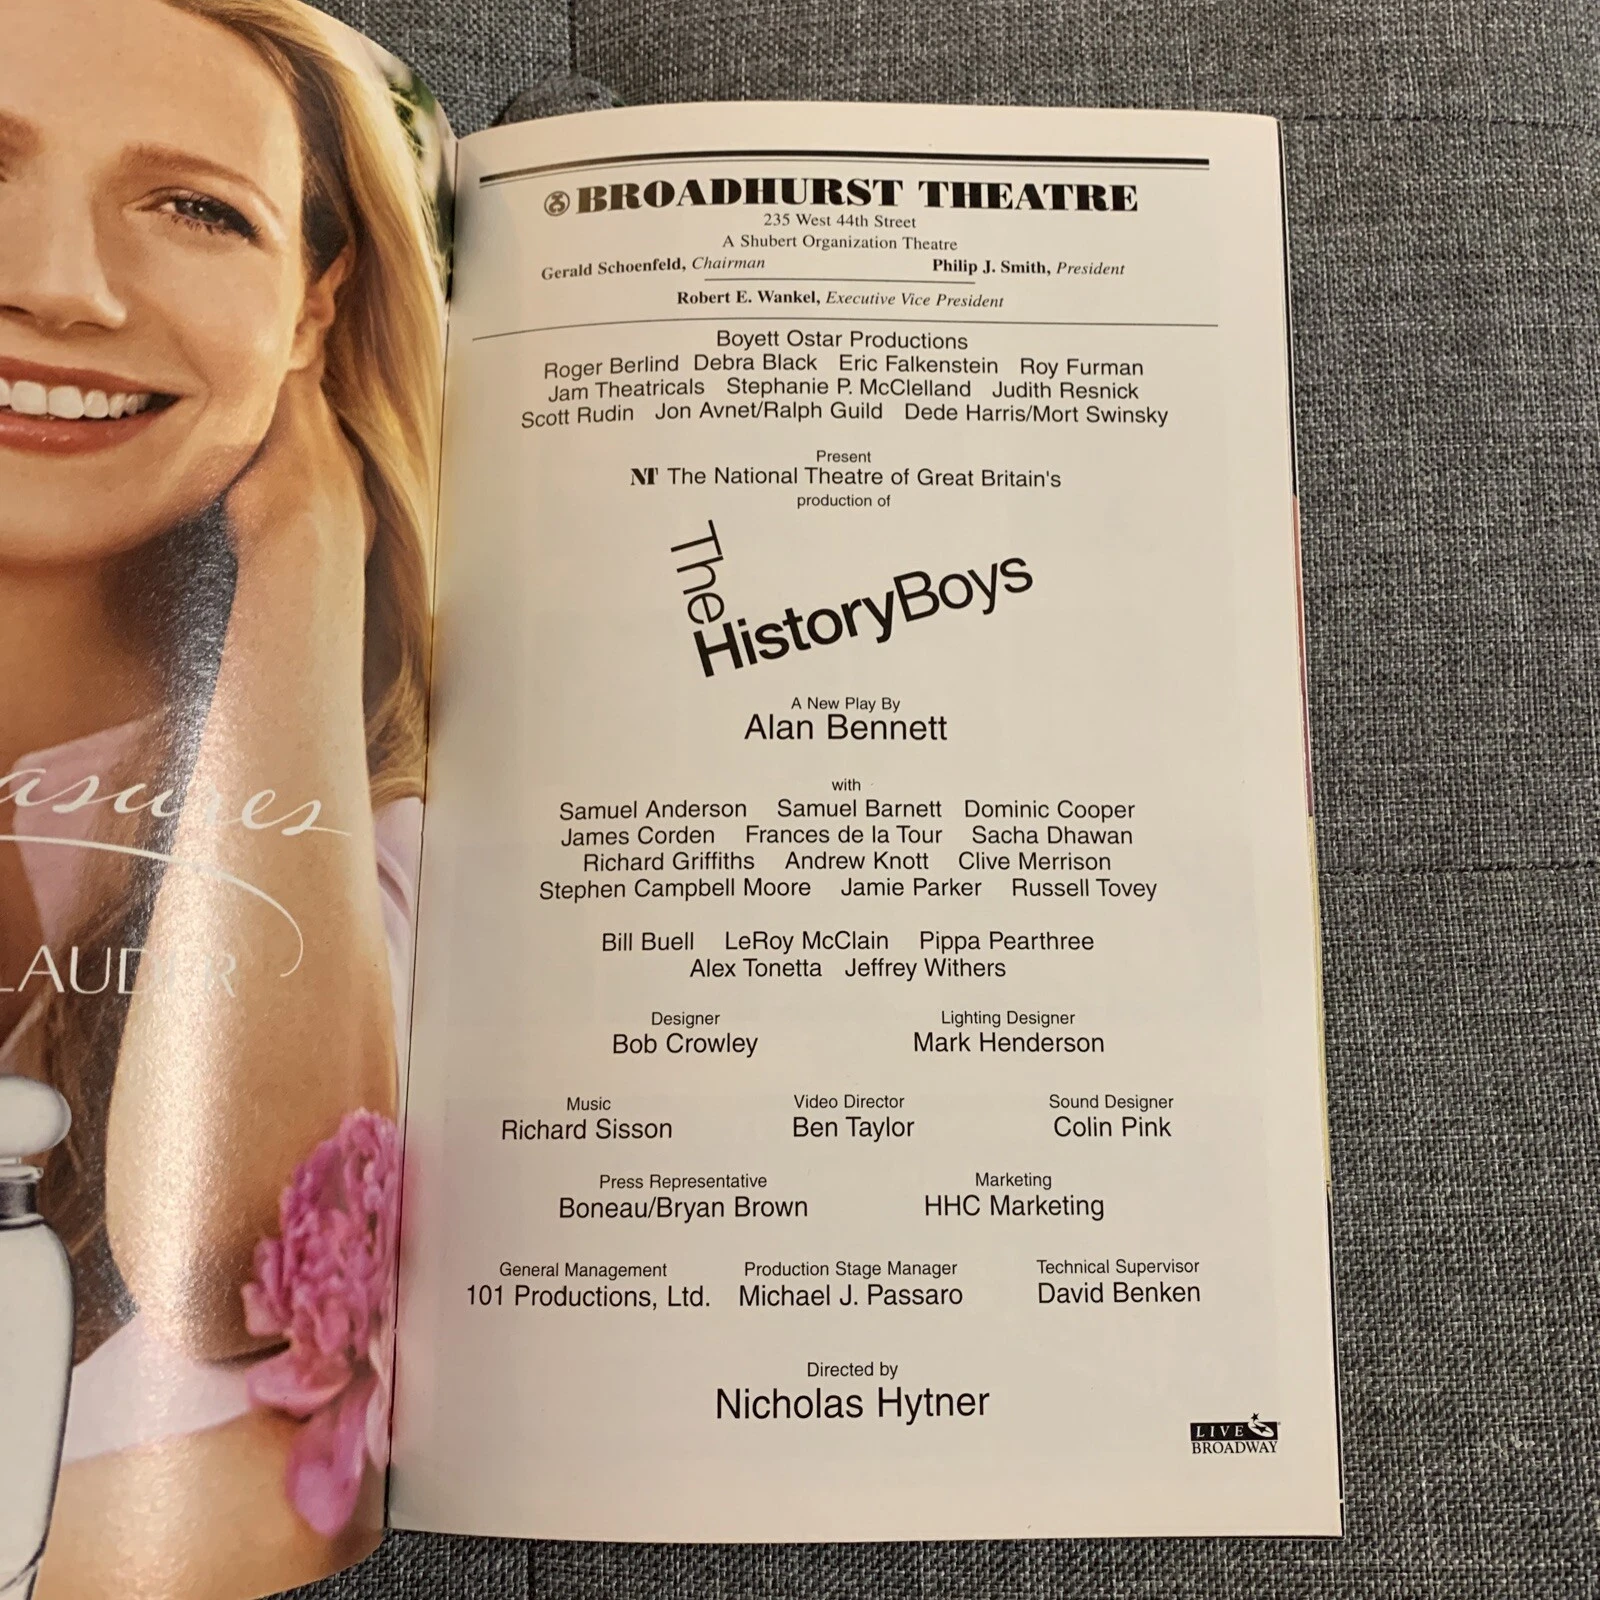 asures
LAUDER
BROADHURST THEATRE
235 West 44th Street
A Shubert Organization Theatre
Gerald Schoenfeld, Chairman Philip J. Smith, President
Robert E. Wankel, Executive Vice President
Boyett Ostar Productions
Roger Berlind Debra Black Eric Falkenstein Roy Furman
Jam Theatricals Stephanie P. McClelland Judith Resnick
Scott Rudin Jon Avnet/Ralph Guild Dede Harris/Mort Swinsky
Present
NT The National Theatre of Great Britain's
production of
The
HistoryBoys
A New Play By
Alan Bennett
with
Samuel Anderson Samuel Barnett Dominic Cooper
James Corden Frances de la Tour Sacha Dhawan
Richard Griffiths Andrew Knott Clive Merrison
Stephen Campbell Moore Jamie Parker Russell Tovey
Bill Buell LeRoy McClain Pippa Pearthree
Alex Tonetta Jeffrey Withers
Designer Lighting Designer
Bob Crowley Mark Henderson
Music Video Director Sound Designer
Richard Sisson Ben Taylor Colin Pink
Press Representative Marketing
Boneau/Bryan Brown HHC Marketing
General Management Production Stage Manager Technical Supervisor
101 Productions, Ltd. Michael J. Passaro David Benken
Directed by
Nicholas Hytner
LIVE
BROADWAY